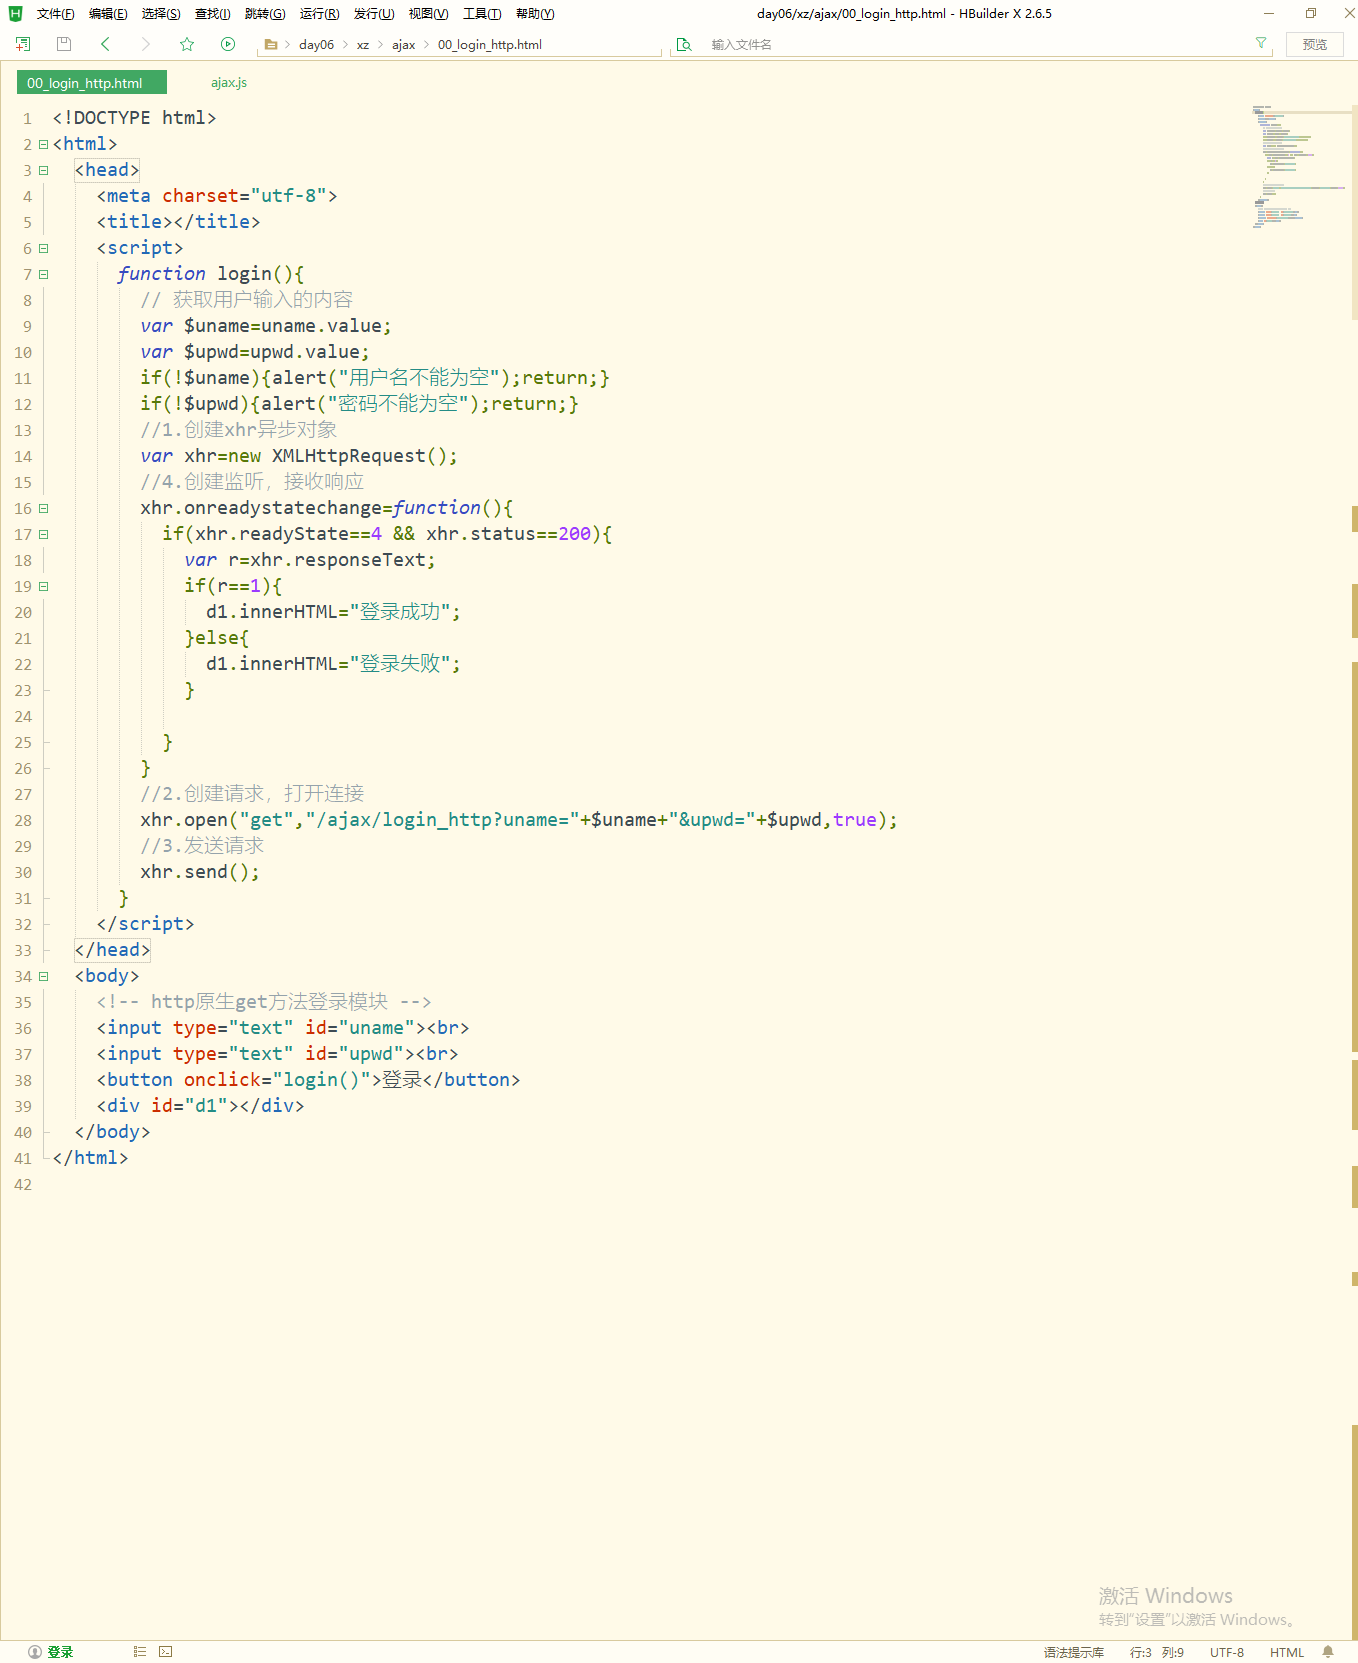 文件(F) 编辑(E) 选择(S) 查找(I) 跳转(G) 运行(R) 发行(U) 视图(V) 工具(T) 帮助(Y) day06/xz/ajax/00_login_http.html - HBuilder X 2.6.5
day06 xz ajax 00_login_http.html 输入文件名 预览
00_login_http.html ajax.js
1 <!DOCTYPE html>
2 <html>
3 <head>
4 <meta charset="utf-8">
5 <title></title>
6 <script>
7 function login(){
8 // 获取用户输入的内容
9 var $uname=uname.value;
10 var $upwd=upwd.value;
11 if(!$uname){alert("用户名不能为空");return;}
12 if(!$upwd){alert("密码不能为空");return;}
13 //1.创建xhr异步对象
14 var xhr=new XMLHttpRequest();
15 //4.创建监听，接收响应
16 xhr.onreadystatechange=function(){
17 if(xhr.readyState==4 && xhr.status==200){
18 var r=xhr.responseText;
19 if(r==1){
20 d1.innerHTML="登录成功";
21 }else{
22 d1.innerHTML="登录失败";
23 }
24
25 }
26 }
27 //2.创建请求，打开连接
28 xhr.open("get","/ajax/login_http?uname="+$uname+"&upwd="+$upwd,true);
29 //3.发送请求
30 xhr.send();
31 }
32 </script>
33 </head>
34 <body>
35 <!-- http原生get方法登录模块 -->
36 <input type="text" id="uname"><br>
37 <input type="text" id="upwd"><br>
38 <button onclick="login()">登录</button>
39 <div id="d1"></div>
40 </body>
41 </html>
42
激活 Windows
转到“设置”以激活 Windows。
登录 语法提示库 行:3 列:9 UTF-8 HTML